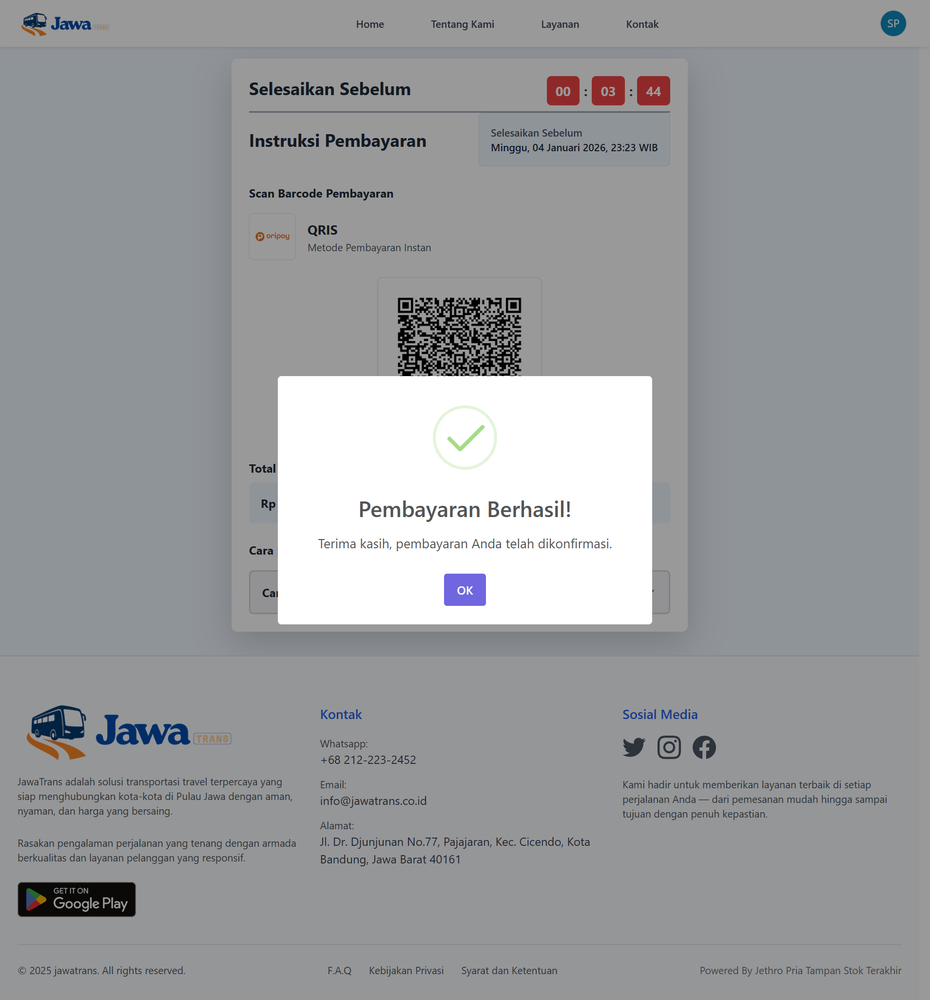 Jawa TRANS
Home
Tentang Kami
Layanan
Kontak
SP
Selesaikan Sebelum
00 : 03 : 44
Instruksi Pembayaran
Selesaikan Sebelum
Minggu, 04 Januari 2026, 23:23 WIB
Scan Barcode Pembayaran
oripay
QRIS
Metode Pembayaran Instan
Total
Rp
Pembayaran Berhasil!
Terima kasih, pembayaran Anda telah dikonfirmasi.
OK
Cara
Jawa TRANS
JawaTrans adalah solusi transportasi travel terpercaya yang
siap menghubungkan kota-kota di Pulau Jawa dengan aman,
nyaman, dan harga yang bersaing.
Rasakan pengalaman perjalanan yang tenang dengan armada
berkualitas dan layanan pelanggan yang responsif.
GET IT ON
Google Play
Kontak
Whatsapp:
+68 212-223-2452
Email:
info@jawatrans.co.id
Alamat:
Jl. Dr. Djunjunan No.77, Pajajaran, Kec. Cicendo, Kota
Bandung, Jawa Barat 40161
Sosial Media
Kami hadir untuk memberikan layanan terbaik di setiap
perjalanan Anda — dari pemesanan mudah hingga sampai
tujuan dengan penuh kepastian.
© 2025 jawatrans. All rights reserved.
F.A.Q
Kebijakan Privasi
Syarat dan Ketentuan
Powered By Jethro Pria Tampan Stok Terakhir